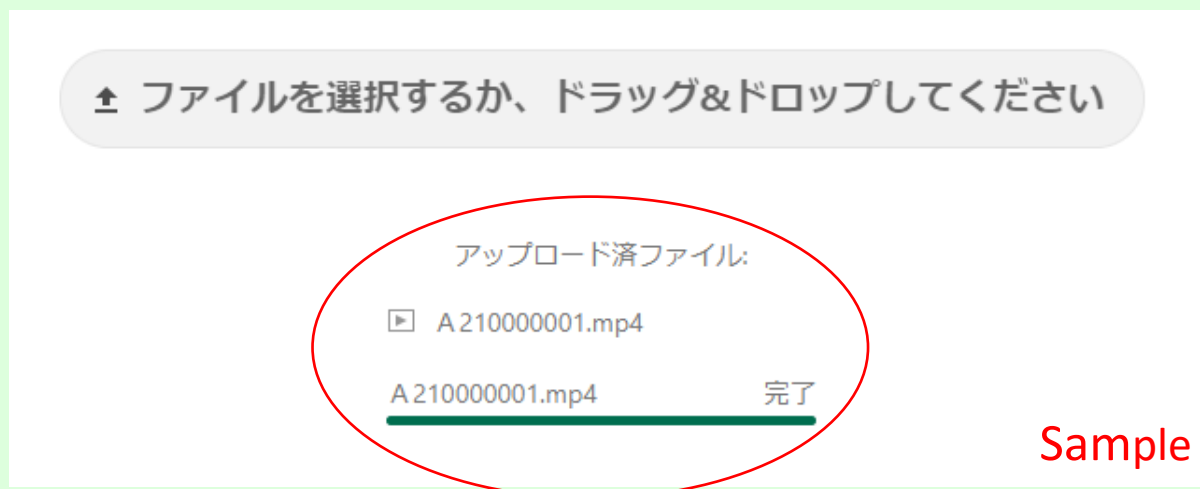 ファイルを選択するか、ドラッグ&ドロップしてください
アップロード済ファイル:
A210000001.mp4
A210000001.mp4 完了
Sample